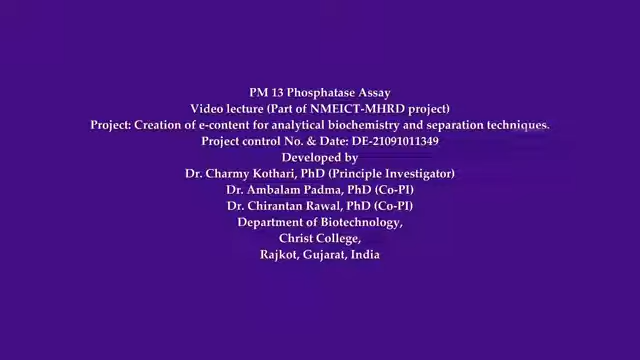 PM 13 Phosphatase Assay
Video lecture (Part of NMEICT-MHRD project)
Project: Creation of e-content for analytical biochemistry and separation techniques.
Project control No. & Date: DE-21091011349
Developed by
Dr. Charmy Kothari, PhD (Principle Investigator)
Dr. Ambalam Padma, PhD (Co-PI)
Dr. Chirantan Rawal, PhD (Co-PI)
Department of Biotechnology,
Christ College,
Rajkot, Gujarat, India